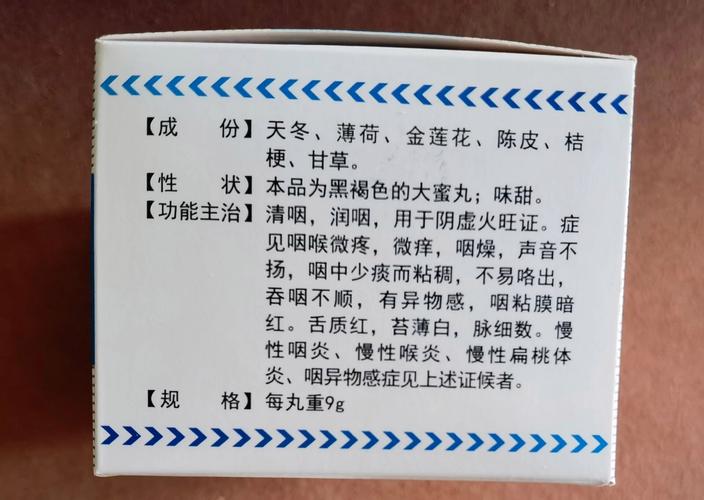 【成　份】天冬、薄荷、金莲花、陈皮、桔
梗、甘草。
【性　状】本品为黑褐色的大蜜丸；味甜。
【功能主治】清咽，润咽，用于阴虚火旺证。症
见咽喉微疼，微痒，咽燥，声音不
扬，咽中少痰而粘稠，不易咯出，
吞咽不顺，有异物感，咽粘膜暗
红。舌质红，苔薄白，脉细数。慢
性咽炎、慢性喉炎、慢性扁桃体
炎、咽异物感症见上述证候者。
【规　格】每丸重9g